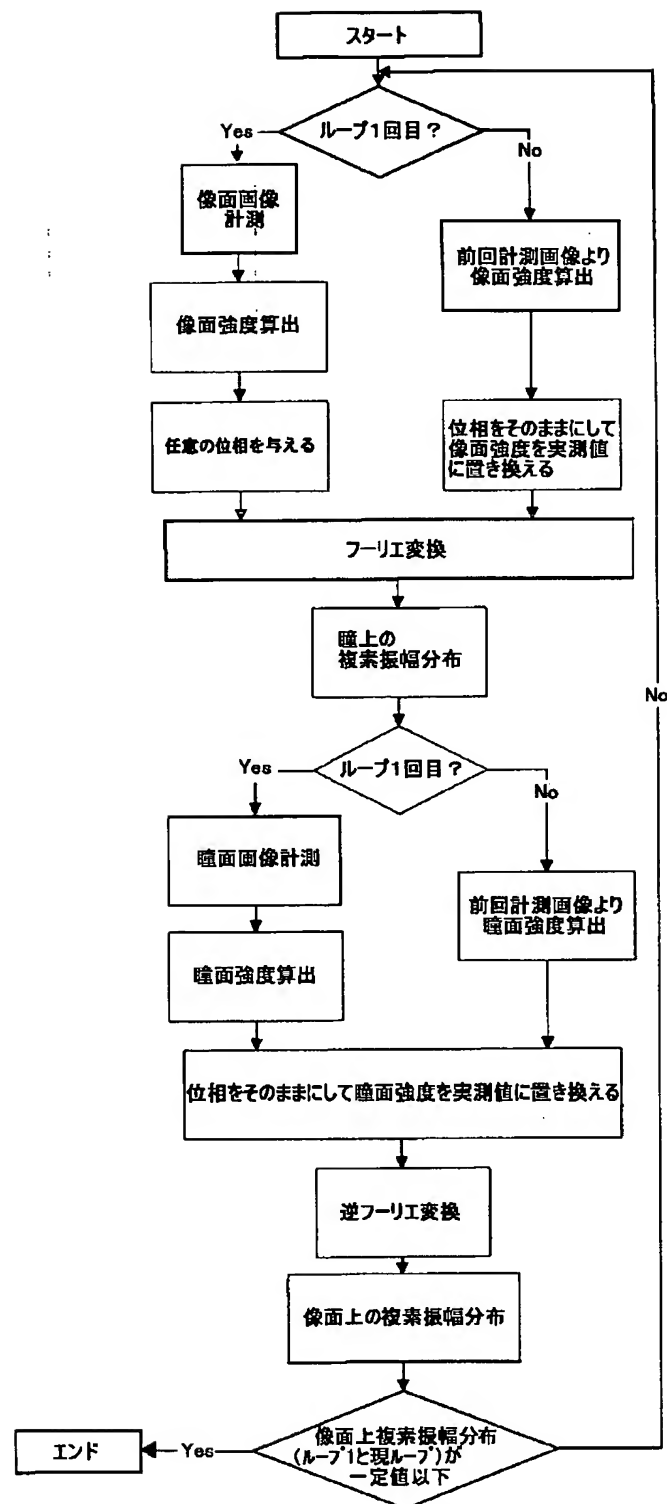 スタート
ループ1回目?
Yes
No
像面画像
計測
前回計測画像より
像面強度算出
像面強度算出
任意の位相を与える
位相をそのままにして
像面強度を実測値
に置き換える
フーリエ変換
瞳上の
複素振幅分布
No
ループ1回目?
Yes
No
瞳面画像計測
前回計測画像より
瞳面強度算出
瞳面強度算出
位相をそのままにして瞳面強度を実測値に置き換える
逆フーリエ変換
像面上の複素振幅分布
像面上複素振幅分布
(ループ1と現ループ)が
一定値以下
Yes
エンド